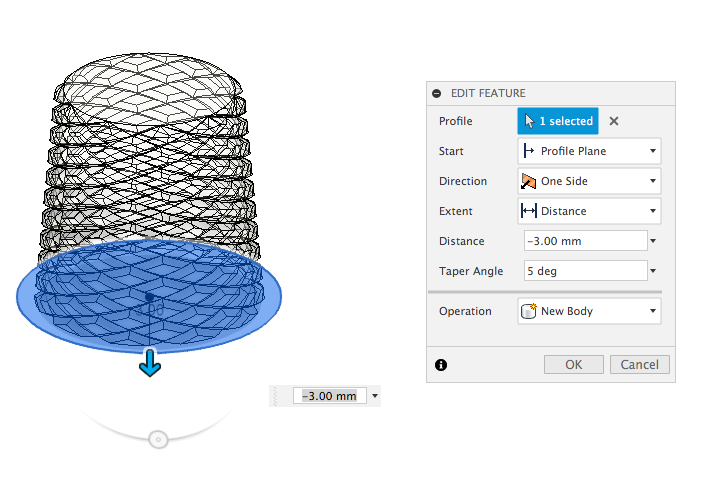 EDIT FEATURE
Profile 1 selected
Start Profile Plane
Direction One Side
Extent Distance
Distance -3.00 mm
Taper Angle 5 deg
Operation New Body
OK Cancel
-3.00 mm